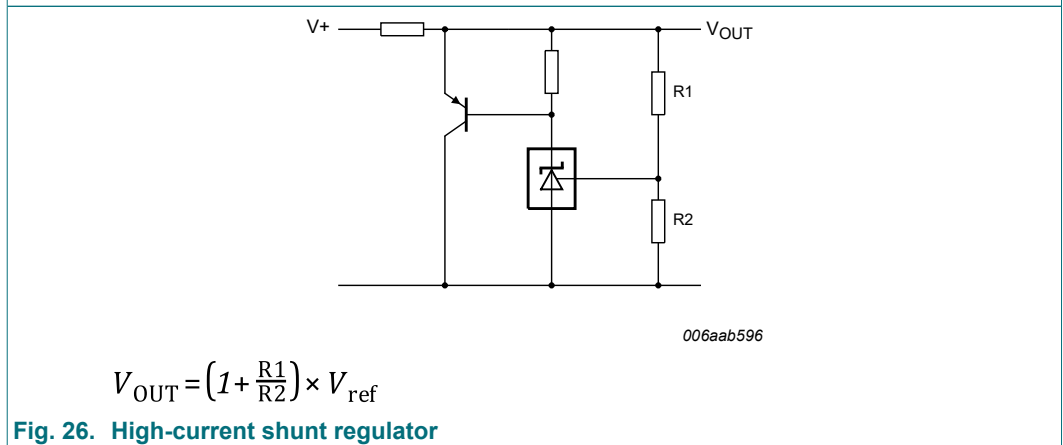 V+
VOUT
R1
R2
006aab596
VOUT = (1 + R1/R2) × Vref
Fig. 26. High-current shunt regulator